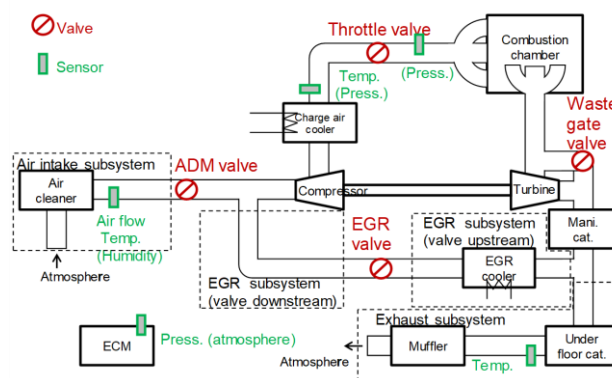 Valve
Sensor
Throttle valve
Temp.
(Press.)
(Press.)
Combustion
chamber
Charge air
cooler
Waste
gate
valve
Air intake subsystem
ADM valve
Air
cleaner
Compressor
Turbine
Air flow
Temp.
(Humidity)
Atmosphere
EGR
valve
EGR subsystem
(valve upstream)
Mani.
cat.
EGR
cooler
EGR subsystem
(valve downstream)
ECM
Press. (atmosphere)
Exhaust subsystem
Atmosphere
Muffler
Temp.
Under
floor cat.